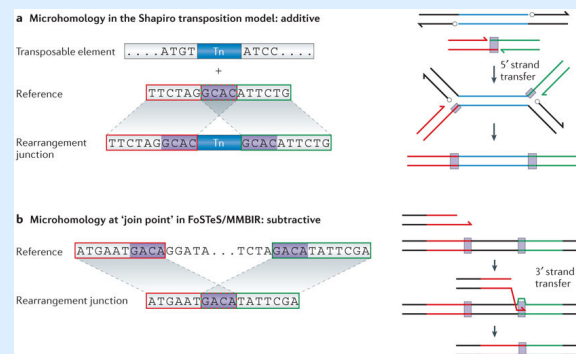 a Microhomology in the Shapiro transposition model: additive
Transposable element
....ATGT Tn ATCC....
+
Reference
TTCTAGGCACATTCTG
Rearrangement
junction
TTCTAGGCAC Tn GCACATTCTG
5′ strand
transfer
b Microhomology at ‘join point’ in FoSTeS/MMBIR: subtractive
Reference
ATGAATGACAGGATA...TCTAGACATATTCGA
Rearrangement junction
ATGAATGACATATTCGA
3′ strand
transfer